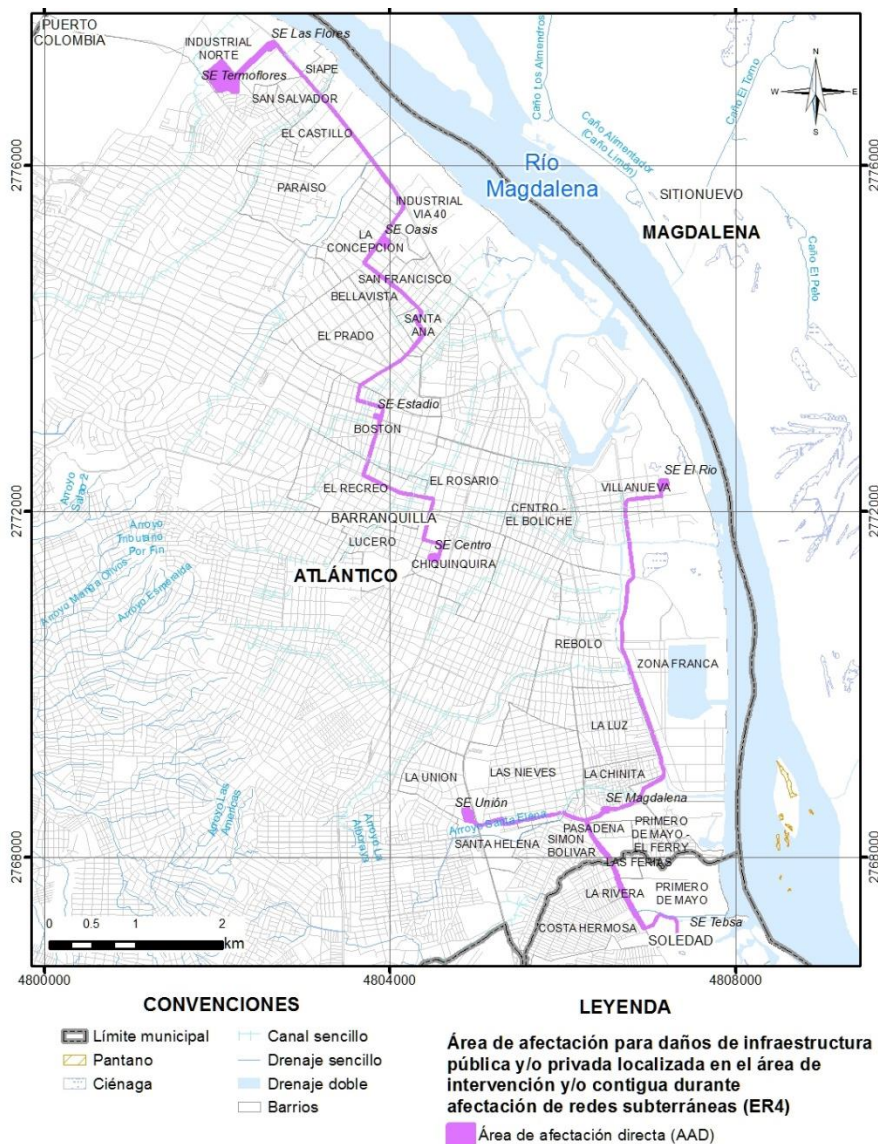 PUERTO
COLOMBIA
INDUSTRIAL
NORTE
SE Las Flores
SIAPE
SE Termoflores
SAN SALVADOR
EL CASTILLO
PARAISO
Caño Los Almendros
Caño Alimentador
(Caño Limón)
Caño El Torno
N
W
E
S
2776000
2776000
Río
Magdalena
SITIONUEVO
MAGDALENA
Caño El Pelo
INDUSTRIAL
VIA 40
SE Oasis
LA
CONCEPCION
SAN FRANCISCO
BELLAVISTA
SANTA
ANA
EL PRADO
SE Estadio
BOSTON
EL RECREO
EL ROSARIO
SE El Rio
VILLANUEVA
2772000
2772000
CENTRO -
EL BOLICHE
BARRANQUILLA
LUCERO
SE Centro
CHIQUINQUIRA
ATLÁNTICO
Arroyo
Salao 2
Arroyo
Tributario
Por Fin
Arroyo Manga Olivos
Arroyo Esmeralda
REBOLO
ZONA FRANCA
LA LUZ
LA UNION
LAS NIEVES
LA CHINITA
SE Unión
SE Magdalena
Arroyo Las
Americas
Arroyo La
Alboraya
Arroyo Santa Elena
SANTA HELENA
PASADENA
SIMON
BOLIVAR
PRIMERO
DE MAYO -
EL FERRY
2768000
2768000
LAS FERIAS
LA RIVERA
PRIMERO
DE MAYO
COSTA HERMOSA
SE Tebsa
SOLEDAD
0 0.5 1 2
km
4800000
4804000
4808000
CONVENCIONES
Límite municipal
Pantano
Ciénaga
Canal sencillo
Drenaje sencillo
Drenaje doble
Barrios
LEYENDA
Área de afectación para daños de infraestructura
pública y/o privada localizada en el área de
intervención y/o contigua durante
afectación de redes subterráneas (ER4)
Área de afectación directa (AAD)